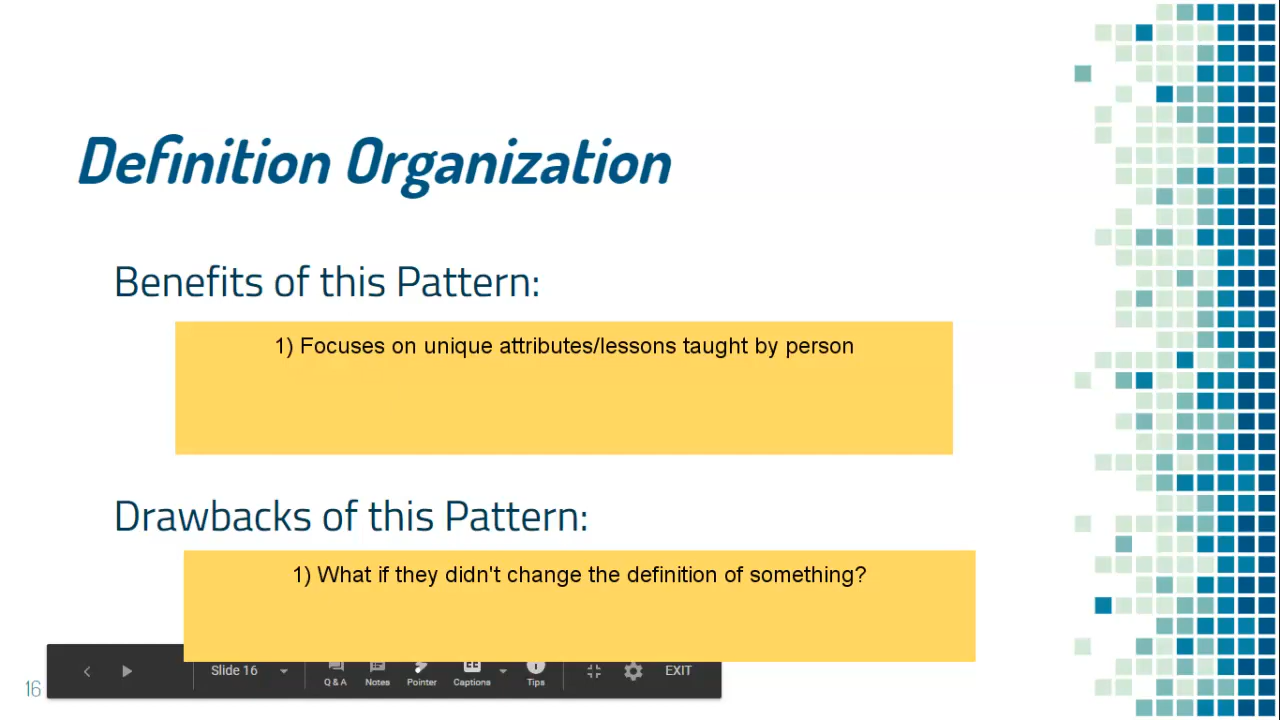 Definition Organization
Benefits of this Pattern:
1) Focuses on unique attributes/lessons taught by person
Drawbacks of this Pattern:
1) What if they didn't change the definition of something?
Slide 16
Q & A
Notes
Pointer
CC
Captions
Tips
EXIT
16